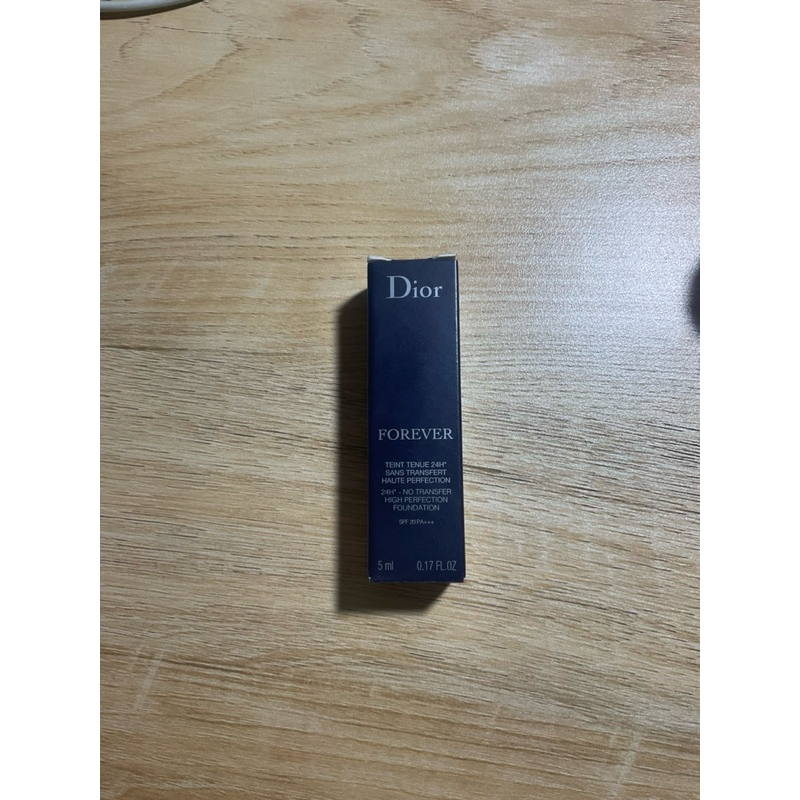 Dior
FOREVER
TEINT TENUE 24H*
SANS TRANSFERT
HAUTE PERFECTION
24H* - NO TRANSFER
HIGH PERFECTION
FOUNDATION
SPF 20 PA+++
5 ml 0.17 FL.OZ